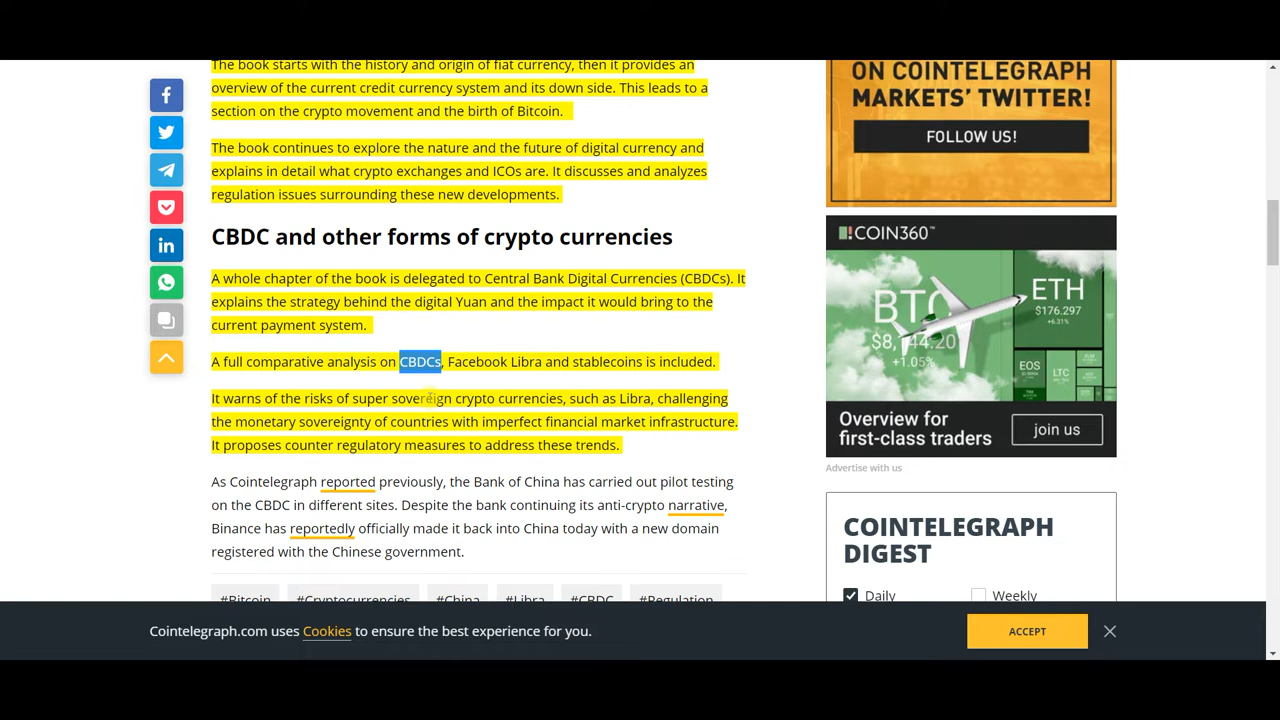 The book starts with the history and origin of fiat currency, then it provides an
overview of the current credit currency system and its down side. This leads to a
section on the crypto movement and the birth of Bitcoin.
The book continues to explore the nature and the future of digital currency and
explains in detail what crypto exchanges and ICOs are. It discusses and analyzes
regulation issues surrounding these new developments.
CBDC and other forms of crypto currencies
A whole chapter of the book is delegated to Central Bank Digital Currencies (CBDCs). It
explains the strategy behind the digital Yuan and the impact it would bring to the
current payment system.
A full comparative analysis on CBDCs, Facebook Libra and stablecoins is included.
It warns of the risks of super sovereign crypto currencies, such as Libra, challenging
the monetary sovereignty of countries with imperfect financial market infrastructure.
It proposes counter regulatory measures to address these trends.
As Cointelegraph reported previously, the Bank of China has carried out pilot testing
on the CBDC in different sites. Despite the bank continuing its anti-crypto narrative,
Binance has reportedly officially made it back into China today with a new domain
registered with the Chinese government.
#Bitcoin #Cryptocurrencies #China #Libra #CBDC #Regulation
ON COINTELEGRAPH
MARKETS' TWITTER!
FOLLOW US!
COIN360™
BTC
$8,144.20
+1.05%
ETH
$176.297
+6.31%
EOS
LTC
Overview for
first-class traders
join us
Advertise with us
COINTELEGRAPH
DIGEST
Daily
Weekly
Cointelegraph.com uses Cookies to ensure the best experience for you.
ACCEPT